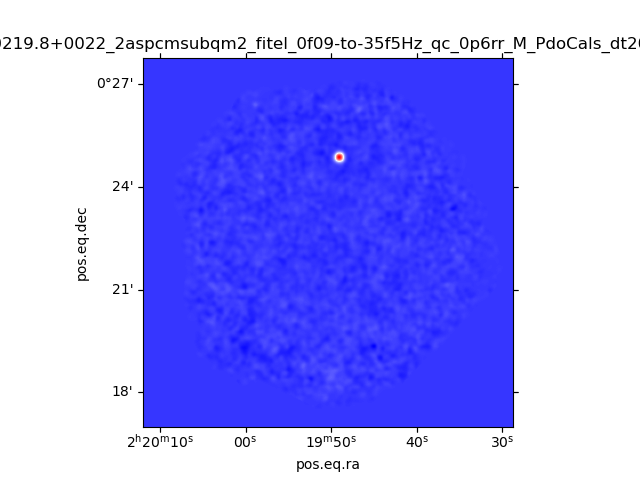 0219.8+0022_2aspcmsubqm2_fitel_0f09-to-35f5Hz_qc_0p6rr_M_PdoCals_dt20
0°27'
24'
21'
18'
pos.eq.dec
2ʰ20ᵐ10ˢ 00ˢ 19ᵐ50ˢ 40ˢ 30ˢ
pos.eq.ra